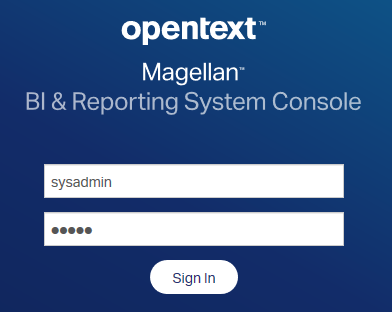 opentext™
Magellan™
BI & Reporting System Console
sysadmin
●●●●●
Sign In